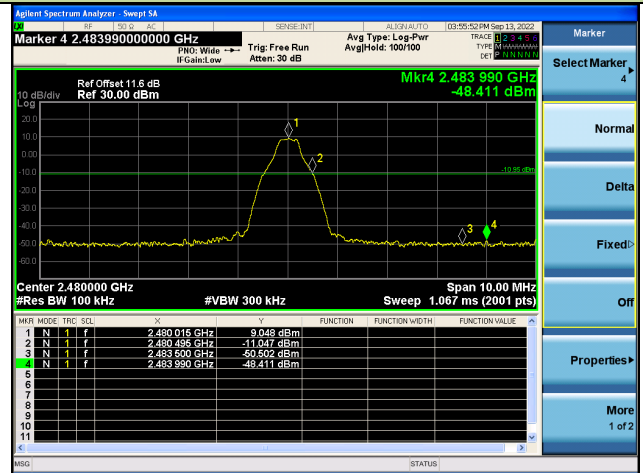 Agilent Spectrum Analyzer - Swept SA
RF 50 Ω AC SENSE:INT ALIGN AUTO 03:55:52 PM Sep 13, 2022
Marker 4 2.483990000000 GHz
PNO: Wide
IFGain:Low
Trig: Free Run
Atten: 30 dB
Avg Type: Log-Pwr
Avg|Hold: 100/100
TRACE 1 2 3 4 5 6
TYPE M
DET P N N N N N
Mkr4 2.483 990 GHz
-48.411 dBm
Ref Offset 11.6 dB
10 dB/div Ref 30.00 dBm
Log
20.0
10.0
0.00
-10.0
-20.0
-30.0
-40.0
-50.0
-60.0
1
2
3
4
-10.95 dBm
Center 2.480000 GHz Span 10.00 MHz
#Res BW 100 kHz #VBW 300 kHz Sweep 1.067 ms (2001 pts)
MKR MODE TRC SCL X Y FUNCTION FUNCTION WIDTH FUNCTION VALUE
1 N 1 f 2.480 015 GHz 9.048 dBm
2 N 1 f 2.480 495 GHz -11.047 dBm
3 N 1 f 2.483 500 GHz -50.502 dBm
4 N 1 f 2.483 990 GHz -48.411 dBm
5
6
7
8
9
10
11
MSG STATUS
Marker
Select Marker
4
Normal
Delta
Fixed
Off
Properties
More
1 of 2